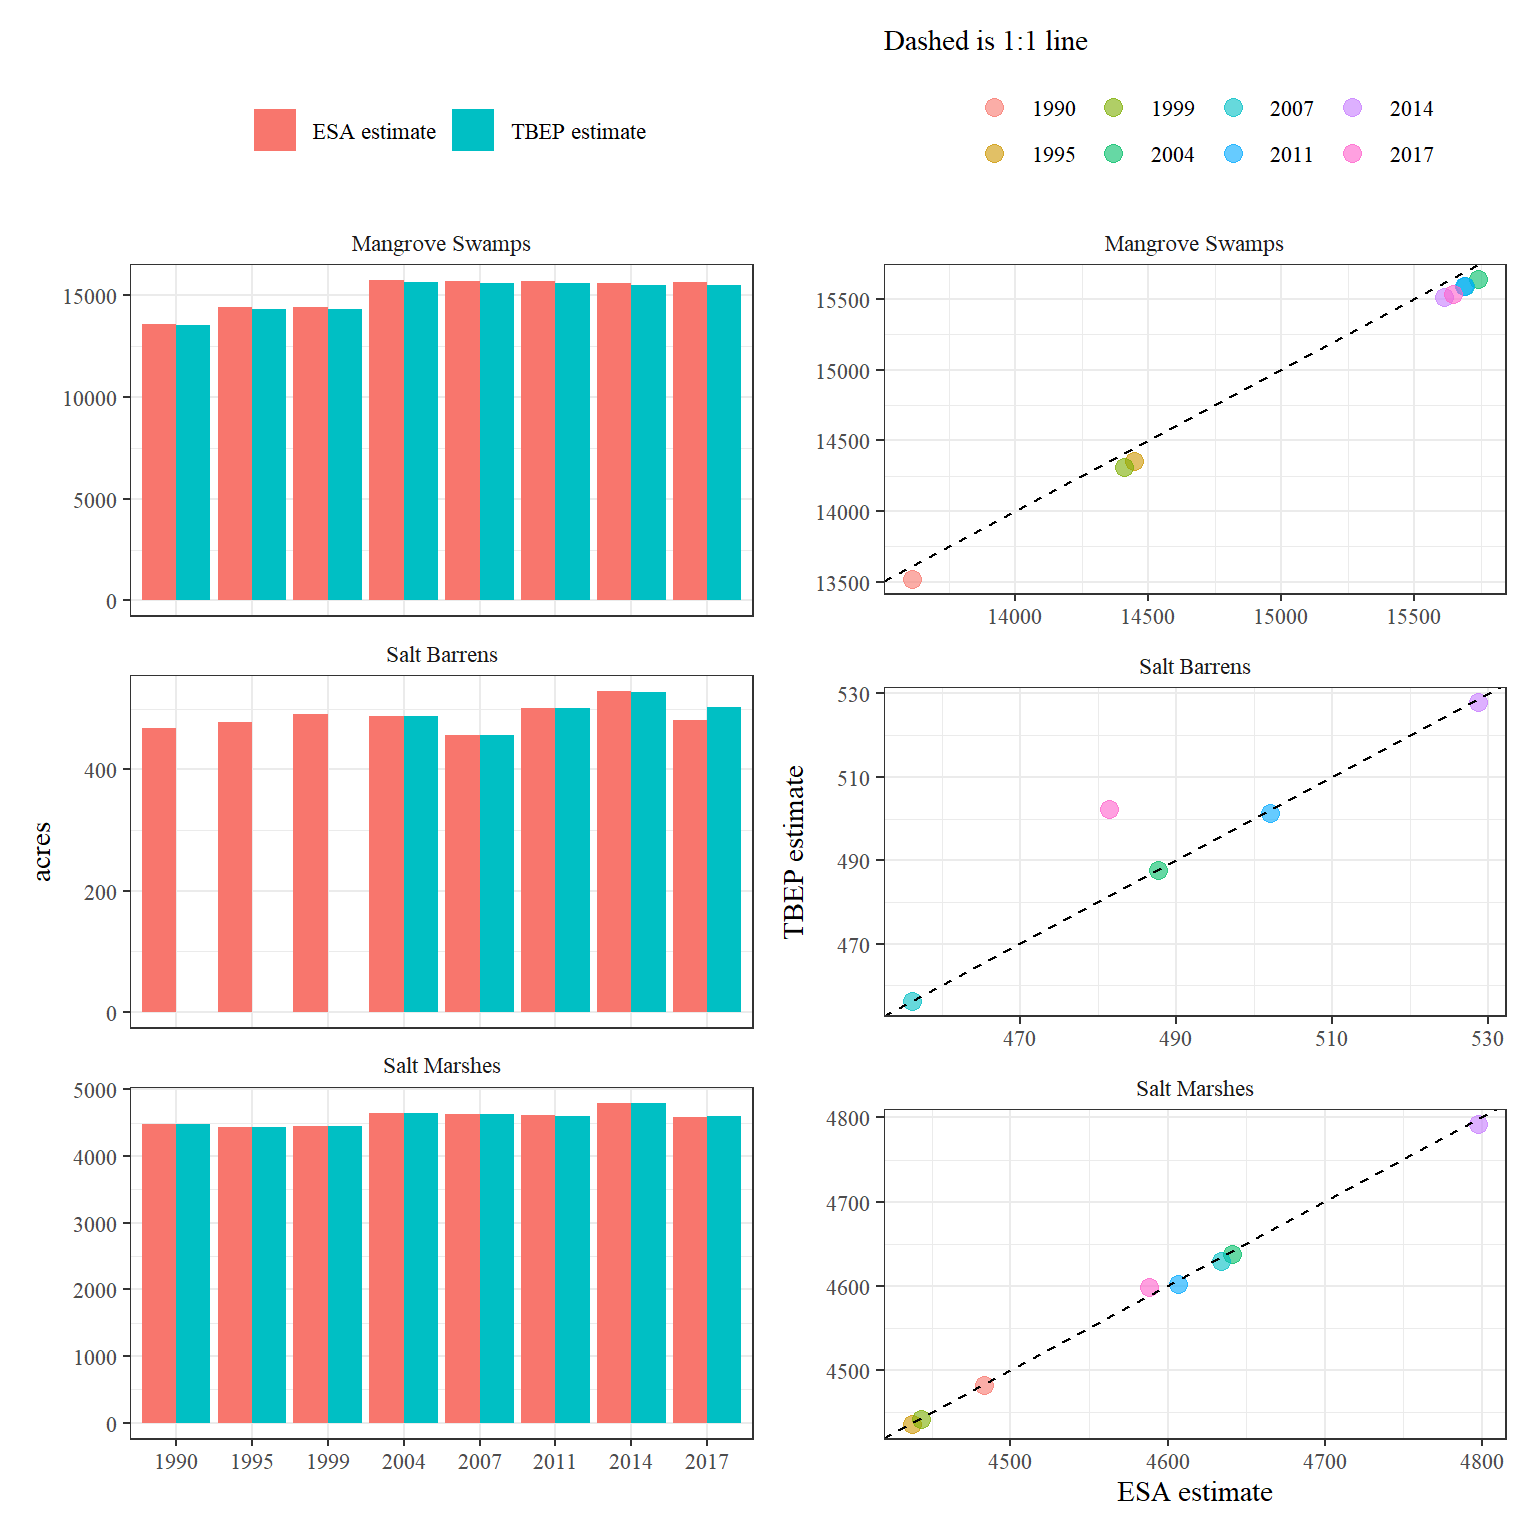 Dashed is 1:1 line
ESA estimate TBEP estimate
1990 1999 2007 2014
1995 2004 2011 2017
Mangrove Swamps
15000
10000
5000
0
Salt Barrens
400
200
0
Salt Marshes
5000
4000
3000
2000
1000
0
1990 1995 1999 2004 2007 2011 2014 2017
acres
Mangrove Swamps
15500
15000
14500
14000
13500
14000 14500 15000 15500
Salt Barrens
530
510
490
470
470 490 510 530
Salt Marshes
4800
4700
4600
4500
4500 4600 4700 4800
TBEP estimate
ESA estimate